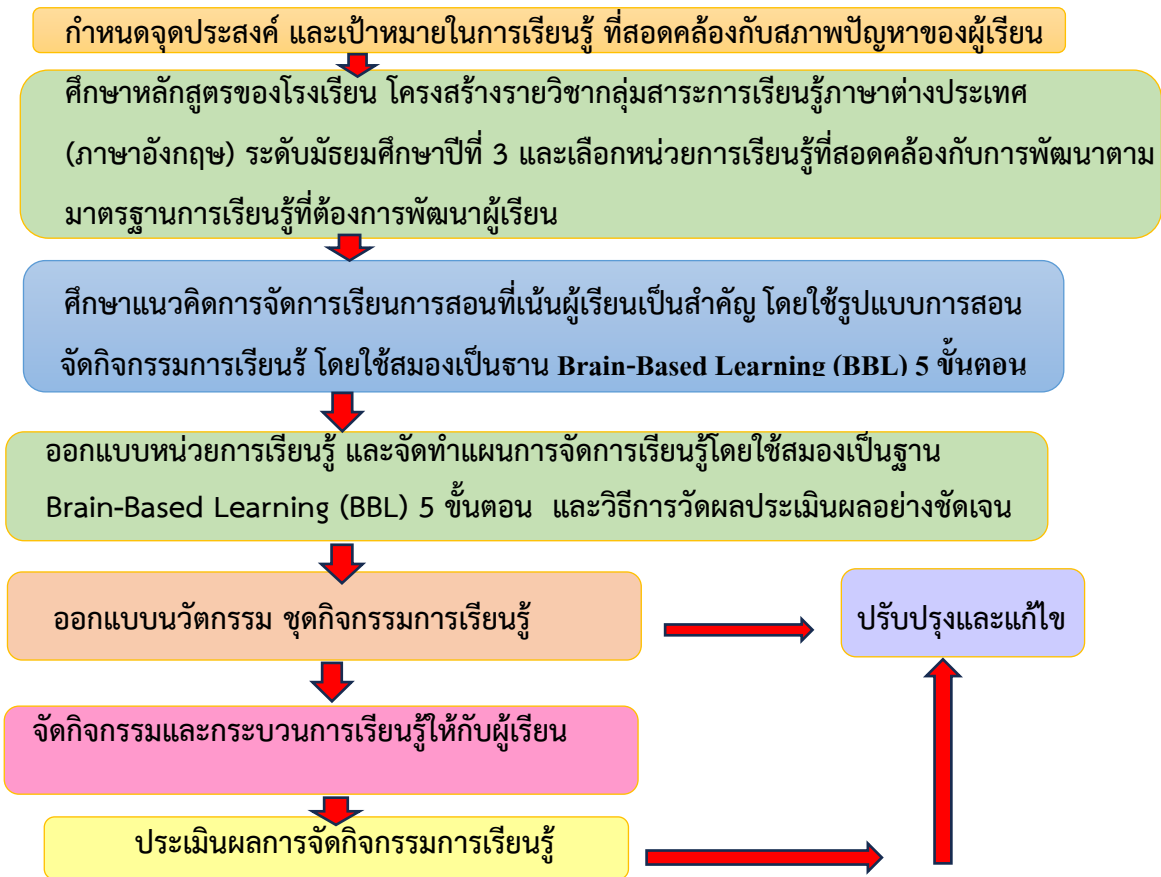 กำหนดจุดประสงค์ และเป้าหมายในการเรียนรู้ ที่สอดคล้องกับสภาพปัญหาของผู้เรียน
ศึกษาหลักสูตรของโรงเรียน โครงสร้างรายวิชากลุ่มสาระการเรียนรู้ภาษาต่างประเทศ
(ภาษาอังกฤษ) ระดับมัธยมศึกษาปีที่ 3 และเลือกหน่วยการเรียนรู้ที่สอดคล้องกับการพัฒนาตาม
มาตรฐานการเรียนรู้ที่ต้องการพัฒนาผู้เรียน
ศึกษาแนวคิดการจัดการเรียนการสอนที่เน้นผู้เรียนเป็นสำคัญ โดยใช้รูปแบบการสอน
จัดกิจกรรมการเรียนรู้ โดยใช้สมองเป็นฐาน Brain-Based Learning (BBL) 5 ขั้นตอน
ออกแบบหน่วยการเรียนรู้ และจัดทำแผนการจัดการเรียนรู้โดยใช้สมองเป็นฐาน
Brain-Based Learning (BBL) 5 ขั้นตอน และวิธีการวัดผลประเมินผลอย่างชัดเจน
ออกแบบนวัตกรรม ชุดกิจกรรมการเรียนรู้
ปรับปรุงและแก้ไข
จัดกิจกรรมและกระบวนการเรียนรู้ให้กับผู้เรียน
ประเมินผลการจัดกิจกรรมการเรียนรู้